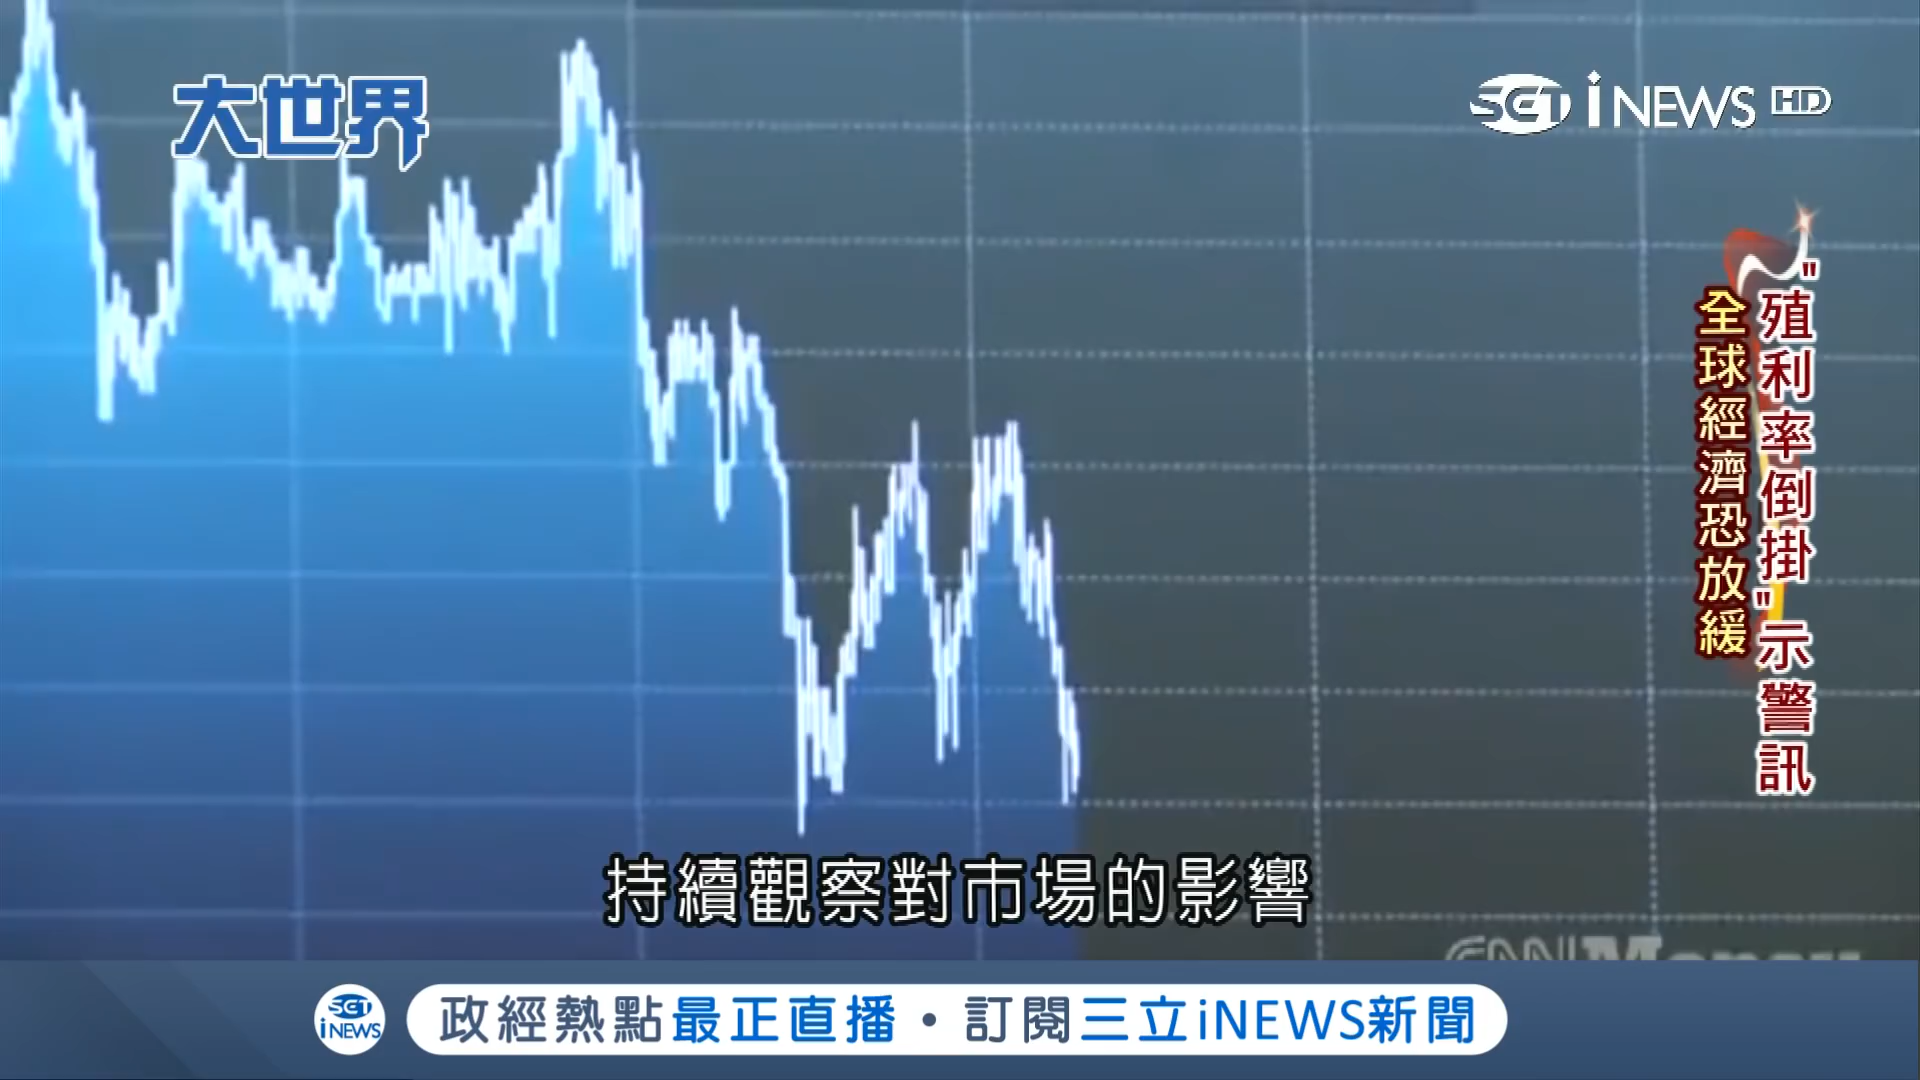 大世界
SET iNEWS HD
"殖利率倒掛"示警訊
全球經濟恐放緩
持續觀察對市場的影響
CNNMoney
SET iNEWS
政經熱點最正直播・訂閱三立iNEWS新聞